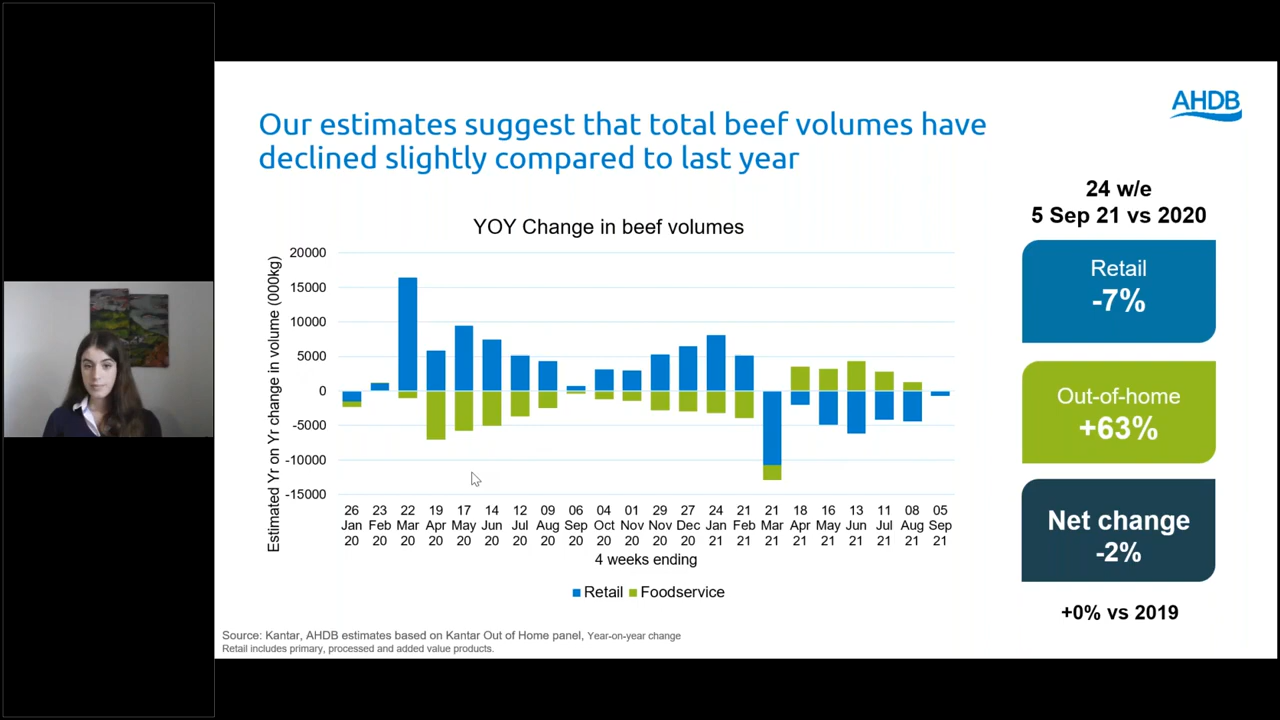 AHDB
Our estimates suggest that total beef volumes have
declined slightly compared to last year
24 w/e
5 Sep 21 vs 2020
YOY Change in beef volumes
Estimated Yr on Yr change in volume (000kg)
20000
15000
10000
5000
0
-5000
-10000
-15000
26 23 22 19 17 14 12 09 06 04 01 29 27 24 21 21 18 16 13 11 08 05
Jan Feb Mar Apr May Jun Jul Aug Sep Oct Nov Nov Dec Jan Feb Mar Apr May Jun Jul Aug Sep
20 20 20 20 20 20 20 20 20 20 20 20 20 21 21 21 21 21 21 21 21 21
4 weeks ending
Retail Foodservice
Retail
-7%
Out-of-home
+63%
Net change
-2%
+0% vs 2019
Source: Kantar, AHDB estimates based on Kantar Out of Home panel, Year-on-year change
Retail includes primary, processed and added value products.